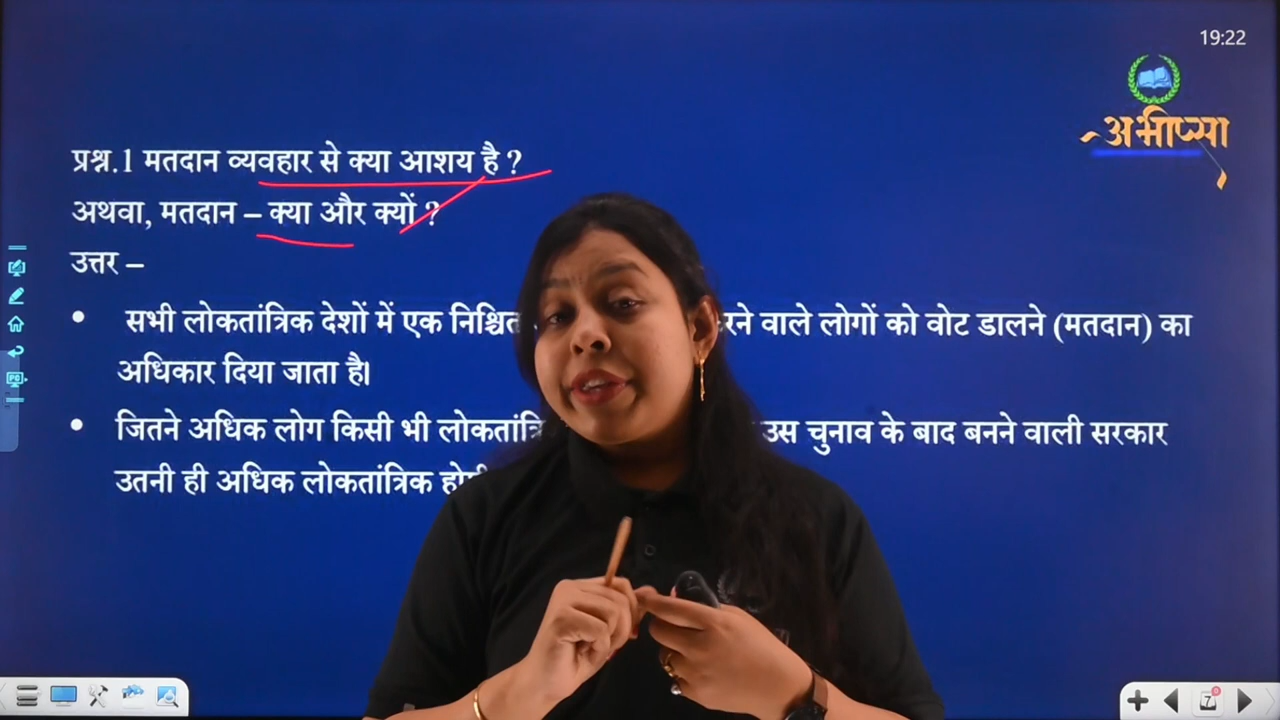 19:22
अभीप्सा
प्रश्न.1 मतदान व्यवहार से क्या आशय है ?
अथवा, मतदान – क्या और क्यों ?
उत्तर –
• सभी लोकतांत्रिक देशों में एक निश्चित रने वाले लोगों को वोट डालने (मतदान) का
अधिकार दिया जाता है।
• जितने अधिक लोग किसी भी उस चुनाव के बाद बनने वाली सरकार
उतनी ही अधिक लोकतांत्रिक
7